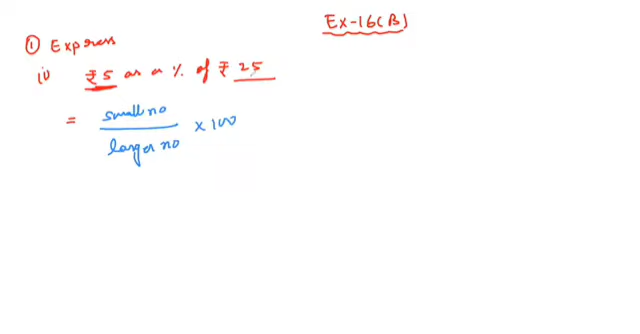 Ex-16(B)
① Express
i) ₹5 as a % of ₹ 25
= small no / larger no × 100